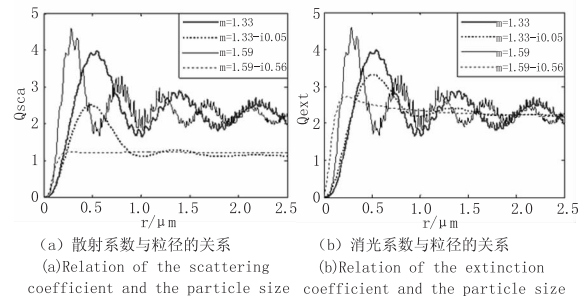 5
4
3
2
1
0
Qsca
m=1.33
m=1.33-i0.05
m=1.59
m=1.59-i0.56
0 0.5 1.0 1.5 2.0 2.5
r/μm
(a) 散射系数与粒径的关系
(a)Relation of the scattering
coefficient and the particle size
5
4
3
2
1
0
Qext
m=1.33
m=1.33-i0.05
m=1.59
m=1.59-i0.56
0 0.5 1.0 1.5 2.0 2.5
r/μm
(b) 消光系数与粒径的关系
(b)Relation of the extinction
coefficient and the particle size